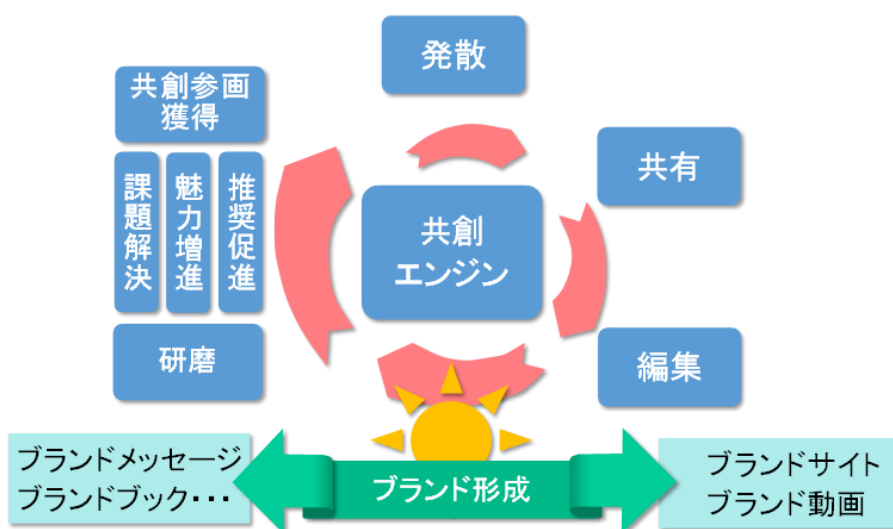 発散
共創参画
獲得
共有
課題解決
魅力増進
推奨促進
共創
エンジン
研磨
編集
ブランドメッセージ
ブランドブック・・・
ブランド形成
ブランドサイト
ブランド動画